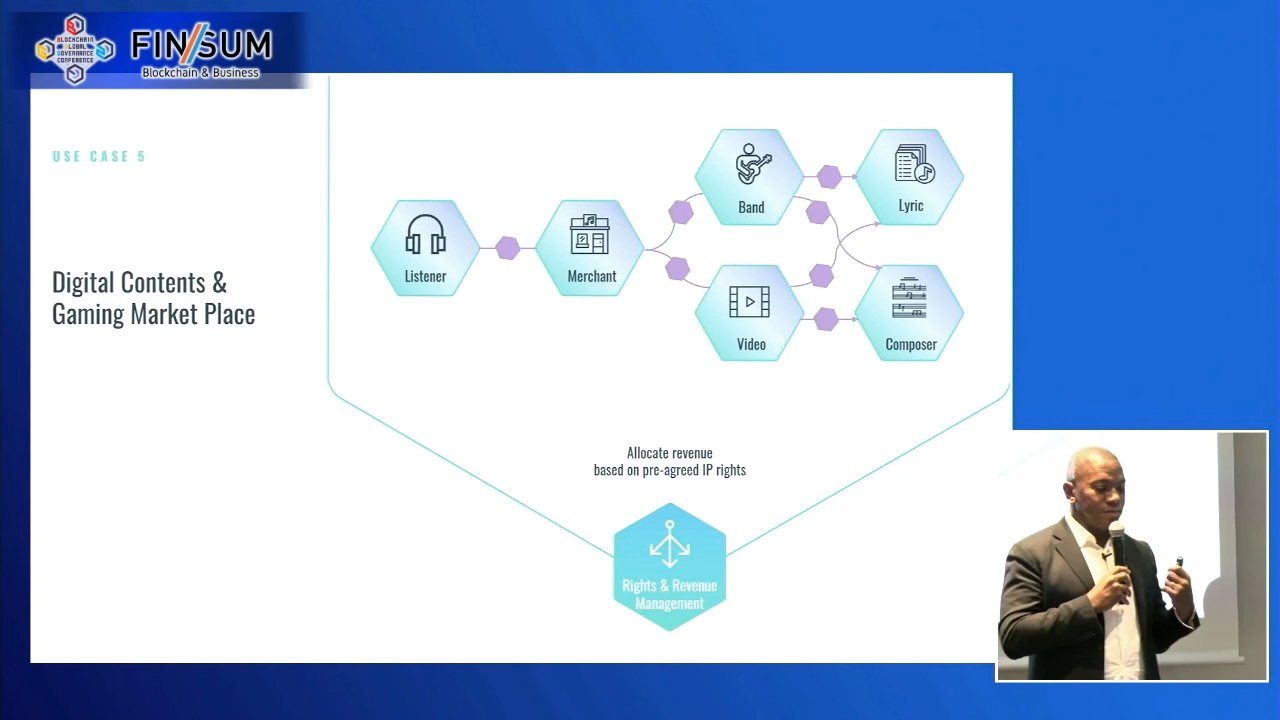 BLOCKCHAIN
GLOBAL
GOVERNANCE
CONFERENCE
FIN/SUM
Blockchain & Business
USE CASE 5
Digital Contents &
Gaming Market Place
Listener
Merchant
Band
Video
Lyric
Composer
Allocate revenue
based on pre-agreed IP rights
Rights & Revenue
Management